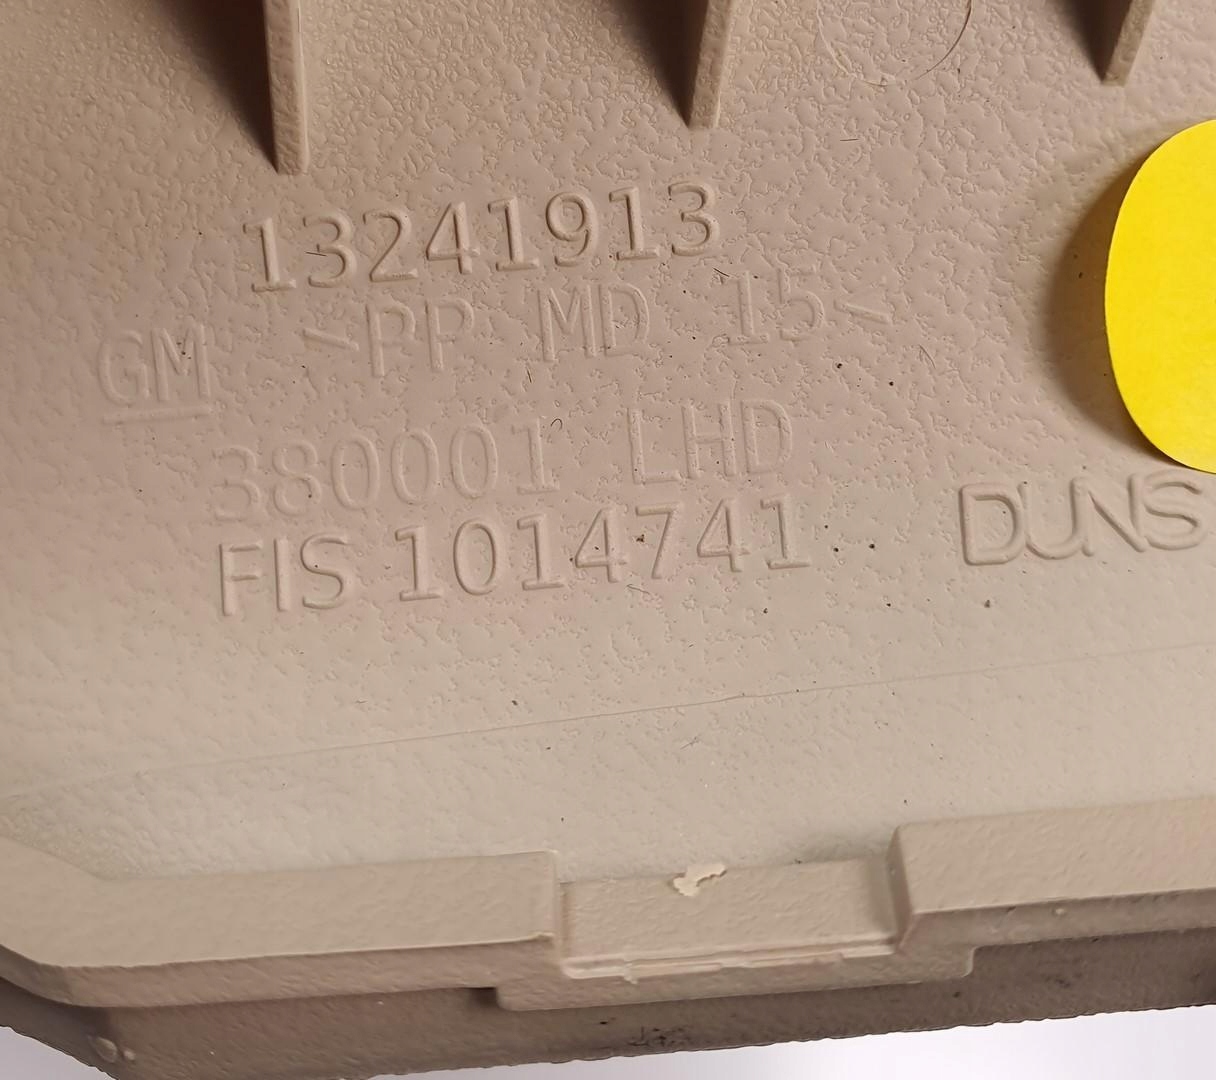 13241913
GM >PP MD 15<
380001 LHD
FIS 1014741
DUNS